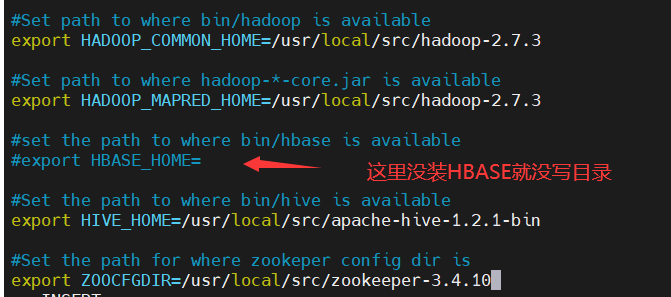 #Set path to where bin/hadoop is available
export HADOOP_COMMON_HOME=/usr/local/src/hadoop-2.7.3
#Set path to where hadoop-*-core.jar is available
export HADOOP_MAPRED_HOME=/usr/local/src/hadoop-2.7.3
#set the path to where bin/hbase is available
#export HBASE_HOME=
这里没装HBASE就没写目录
#Set the path to where bin/hive is available
export HIVE_HOME=/usr/local/src/apache-hive-1.2.1-bin
#Set the path for where zookeper config dir is
export ZOOCFGDIR=/usr/local/src/zookeeper-3.4.10
-- INSERT --